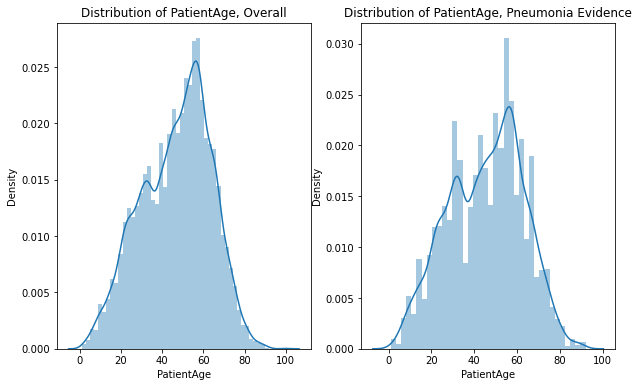 Distribution of PatientAge, Overall
Density
0.025
0.020
0.015
0.010
0.005
0.000
0 20 40 60 80 100
PatientAge
Distribution of PatientAge, Pneumonia Evidence
Density
0.030
0.025
0.020
0.015
0.010
0.005
0.000
0 20 40 60 80 100
PatientAge